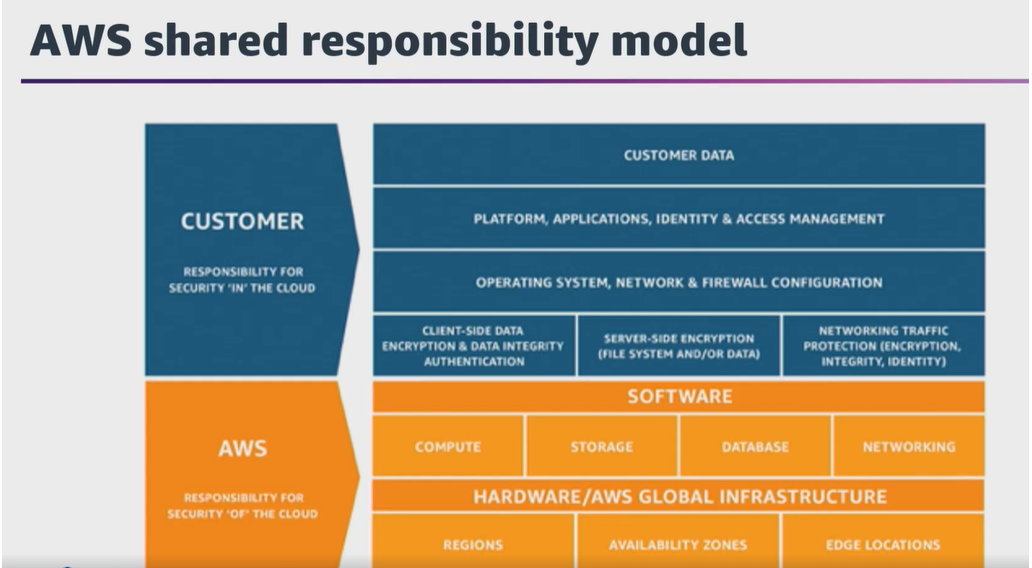 AWS shared responsibility model
CUSTOMER
RESPONSIBILITY FOR
SECURITY 'IN' THE CLOUD
CUSTOMER DATA
PLATFORM, APPLICATIONS, IDENTITY & ACCESS MANAGEMENT
OPERATING SYSTEM, NETWORK & FIREWALL CONFIGURATION
CLIENT-SIDE DATA
ENCRYPTION & DATA INTEGRITY
AUTHENTICATION
SERVER-SIDE ENCRYPTION
(FILE SYSTEM AND/OR DATA)
NETWORKING TRAFFIC
PROTECTION (ENCRYPTION,
INTEGRITY, IDENTITY)
AWS
RESPONSIBILITY FOR
SECURITY 'OF' THE CLOUD
SOFTWARE
COMPUTE
STORAGE
DATABASE
NETWORKING
HARDWARE/AWS GLOBAL INFRASTRUCTURE
REGIONS
AVAILABILITY ZONES
EDGE LOCATIONS